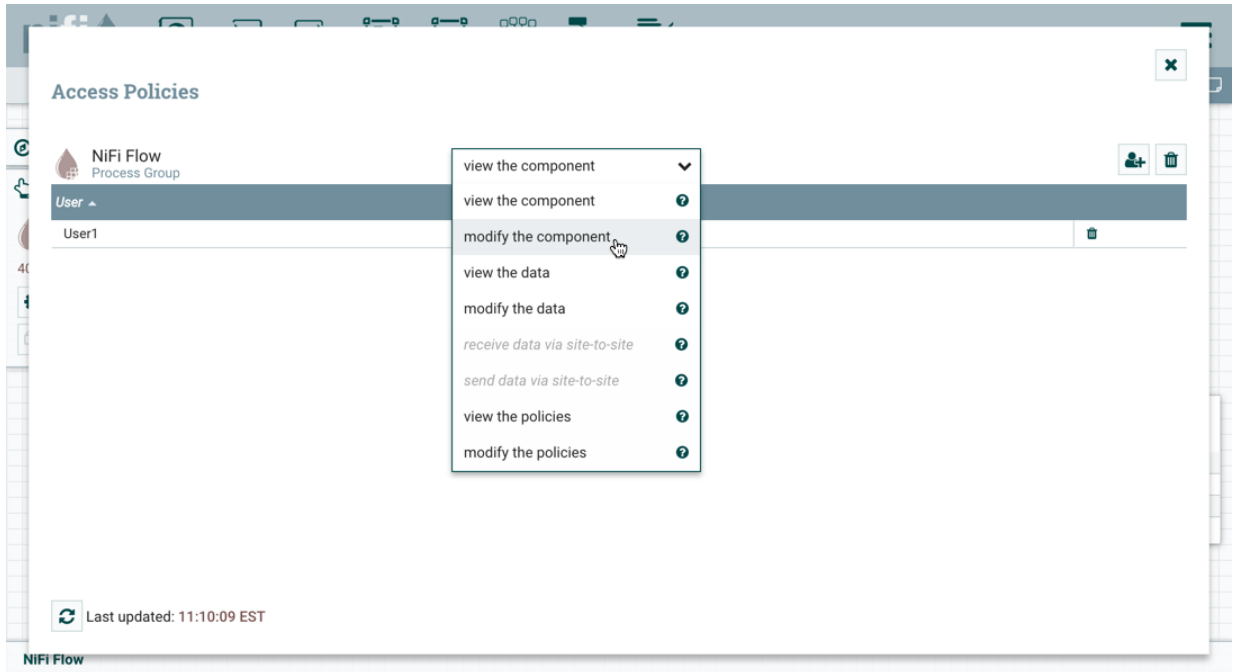 nifi
Access Policies
NiFi Flow
Process Group
view the component
User
User1
view the component
modify the component
view the data
modify the data
receive data via site-to-site
send data via site-to-site
view the policies
modify the policies
40
Last updated: 11:10:09 EST
NiFi Flow